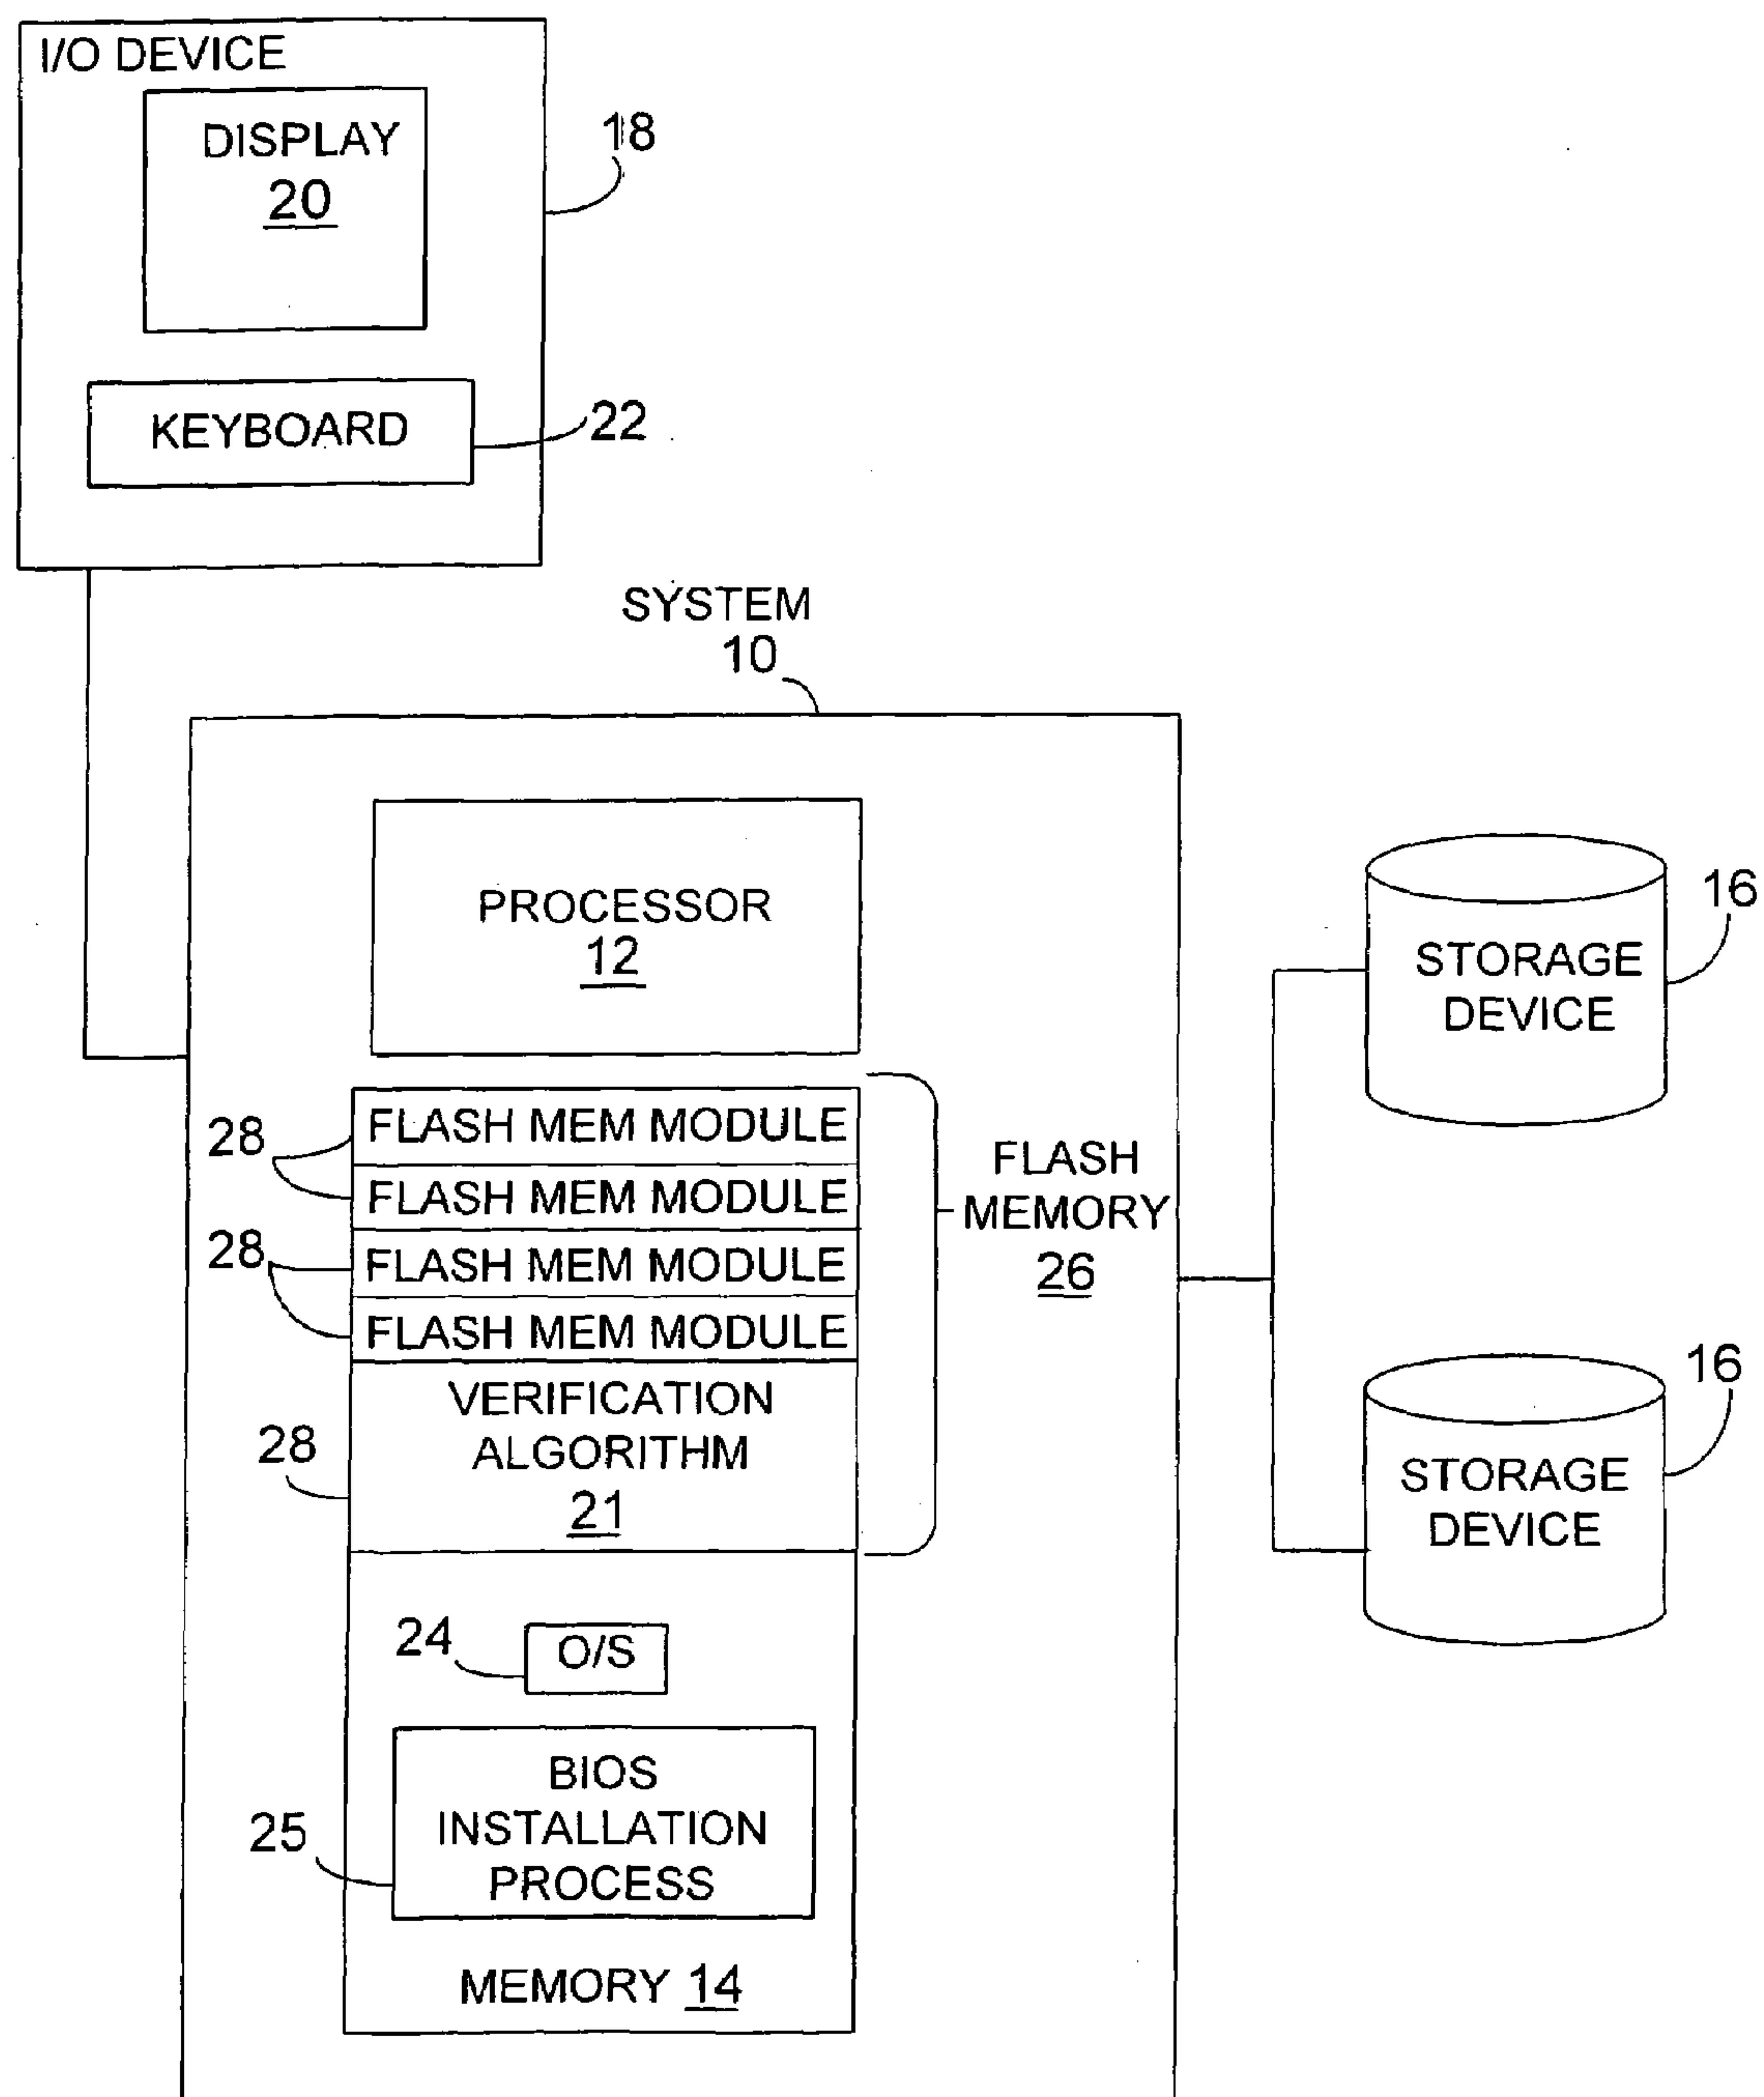 I/O DEVICE
DISPLAY
20
18
KEYBOARD
22
SYSTEM
10
PROCESSOR
12
28
FLASH MEM MODULE
FLASH MEM MODULE
28
FLASH MEM MODULE
FLASH MEM MODULE
FLASH
MEMORY
26
28
VERIFICATION
ALGORITHM
21
24
O/S
25
BIOS
INSTALLATION
PROCESS
MEMORY 14
STORAGE
DEVICE
16
STORAGE
DEVICE
16